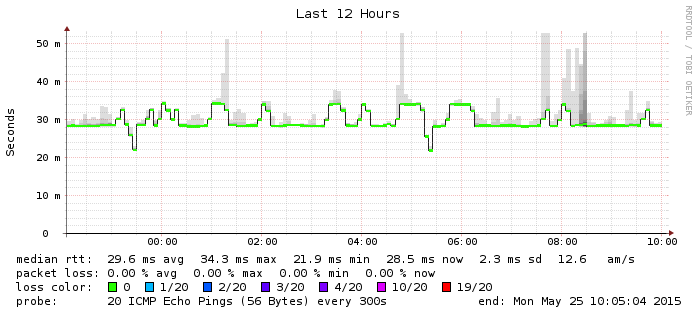 Last 12 Hours
RRDTOOL / TOBI OETIKER
Seconds
50 m
40 m
30 m
20 m
10 m
0
00:00 02:00 04:00 06:00 08:00 10:00
median rtt: 29.6 ms avg 34.3 ms max 21.9 ms min 28.5 ms now 2.3 ms sd 12.6 am/s
packet loss: 0.00 % avg 0.00 % max 0.00 % min 0.00 % now
loss color: 0 1/20 2/20 3/20 4/20 10/20 19/20
probe: 20 ICMP Echo Pings (56 Bytes) every 300s end: Mon May 25 10:05:04 2015